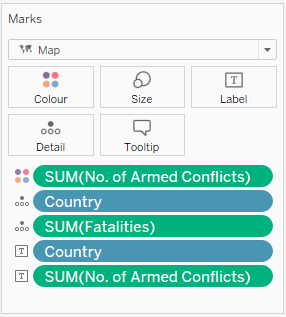 Marks
Map
Colour Size Label
Detail Tooltip
SUM(No. of Armed Conflicts)
Country
SUM(Fatalities)
Country
SUM(No. of Armed Conflicts)